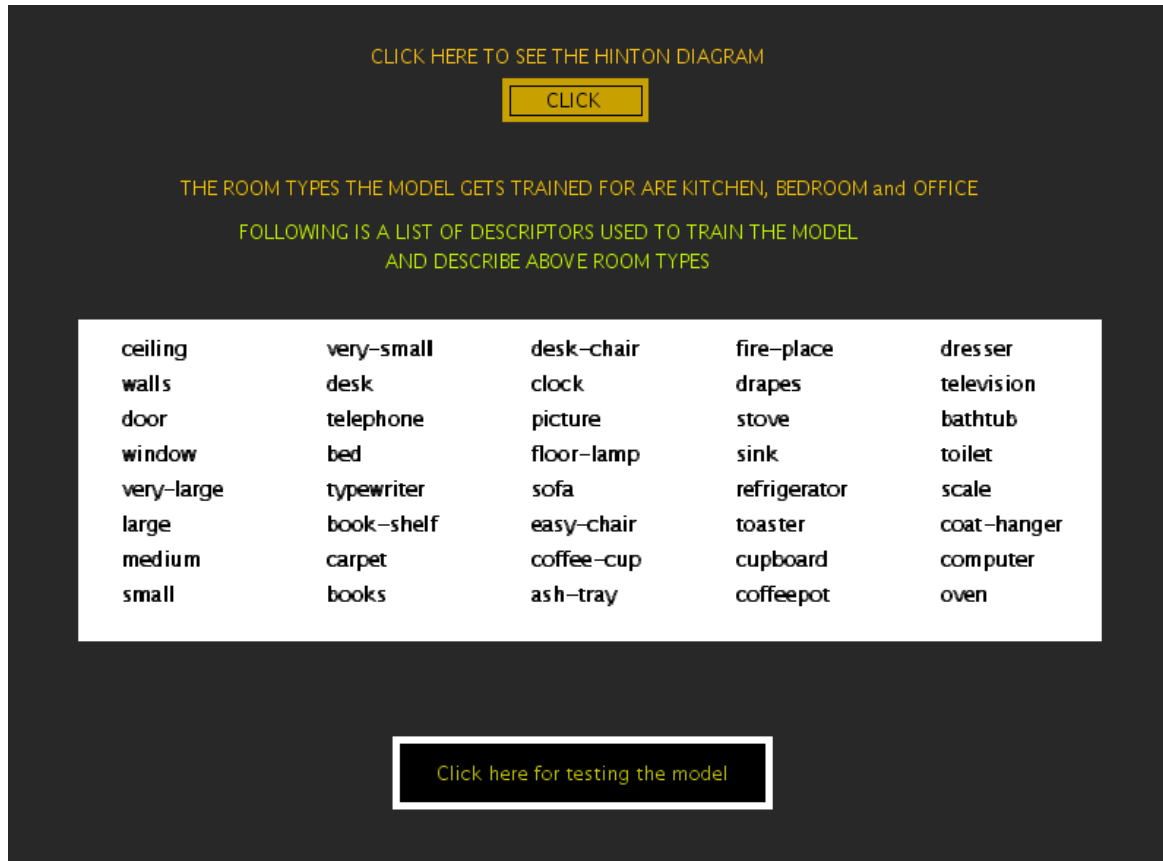 CLICK HERE TO SEE THE HINTON DIAGRAM
CLICK
THE ROOM TYPES THE MODEL GETS TRAINED FOR ARE KITCHEN, BEDROOM and OFFICE
FOLLOWING IS A LIST OF DESCRIPTORS USED TO TRAIN THE MODEL
AND DESCRIBE ABOVE ROOM TYPES
ceiling very-small desk-chair fire-place dresser
walls desk clock drapes television
door telephone picture stove bathtub
window bed floor-lamp sink toilet
very-large typewriter sofa refrigerator scale
large book-shelf easy-chair toaster coat-hanger
medium carpet coffee-cup cupboard computer
small books ash-tray coffeepot oven
Click here for testing the model